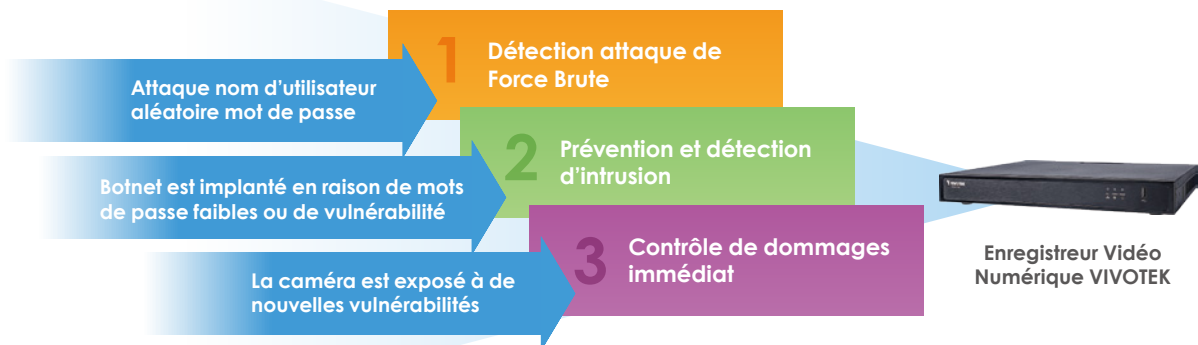 Attaque nom d'utilisateur
aléatoire mot de passe
1
Détection attaque de
Force Brute
Botnet est implanté en raison de mots
de passe faibles ou de vulnérabilité
2
Prévention et détection
d'intrusion
La caméra est exposé à de
nouvelles vulnérabilités
3
Contrôle de dommages
immédiat
Enregistreur Vidéo
Numérique VIVOTEK